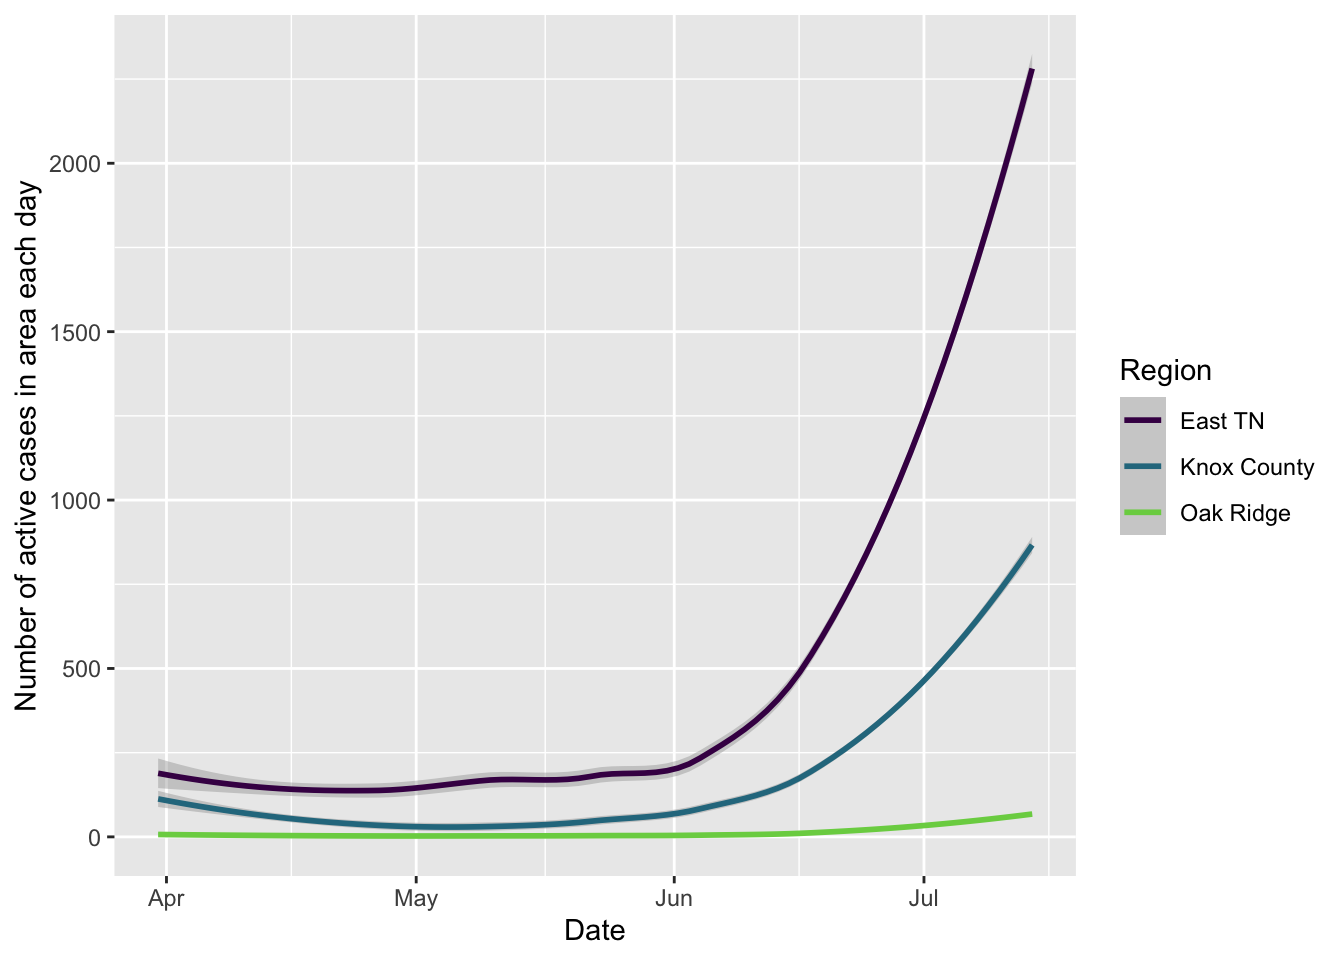 Number of active cases in area each day
2000
1500
1000
500
0
Apr
May
Jun
Jul
Date
Region
East TN
Knox County
Oak Ridge